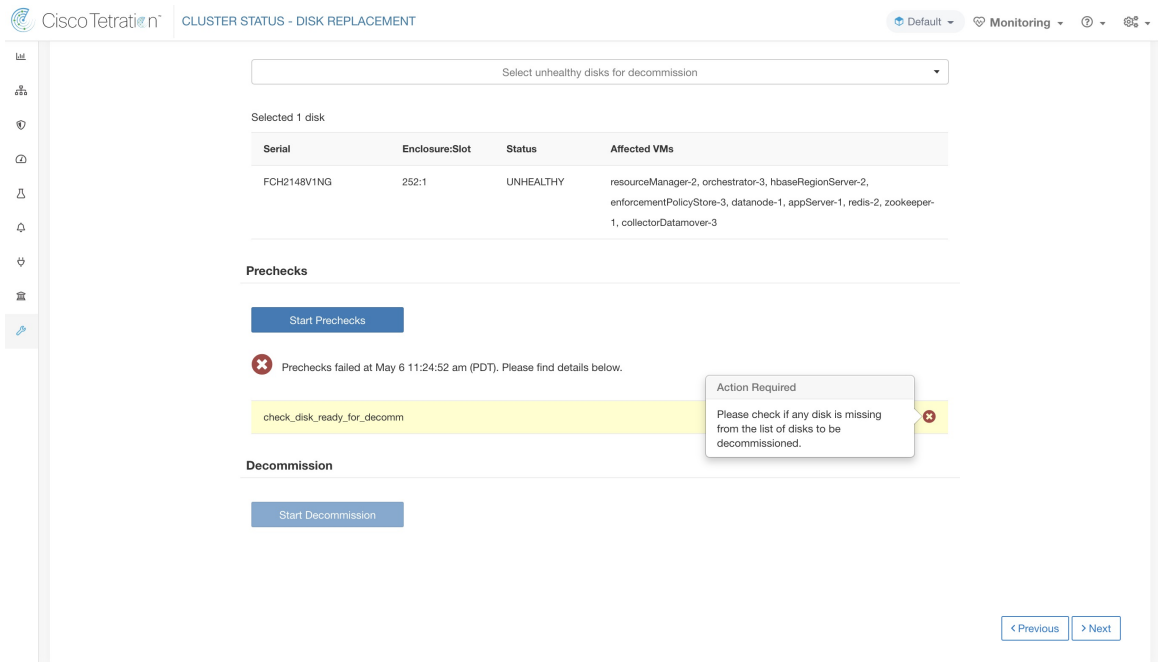 Cisco Tetration™ CLUSTER STATUS - DISK REPLACEMENT Default Monitoring
Select unhealthy disks for decommission
Selected 1 disk
Serial Enclosure:Slot Status Affected VMs
FCH2148V1NG 252:1 UNHEALTHY resourceManager-2, orchestrator-3, hbaseRegionServer-2,
enforcementPolicyStore-3, datanode-1, appServer-1, redis-2, zookeeper-
1, collectorDatamover-3
Prechecks
Start Prechecks
Prechecks failed at May 6 11:24:52 am (PDT). Please find details below.
Action Required
check_disk_ready_for_decomm
Please check if any disk is missing
from the list of disks to be
decommissioned.
Decommission
Start Decommission
Previous Next